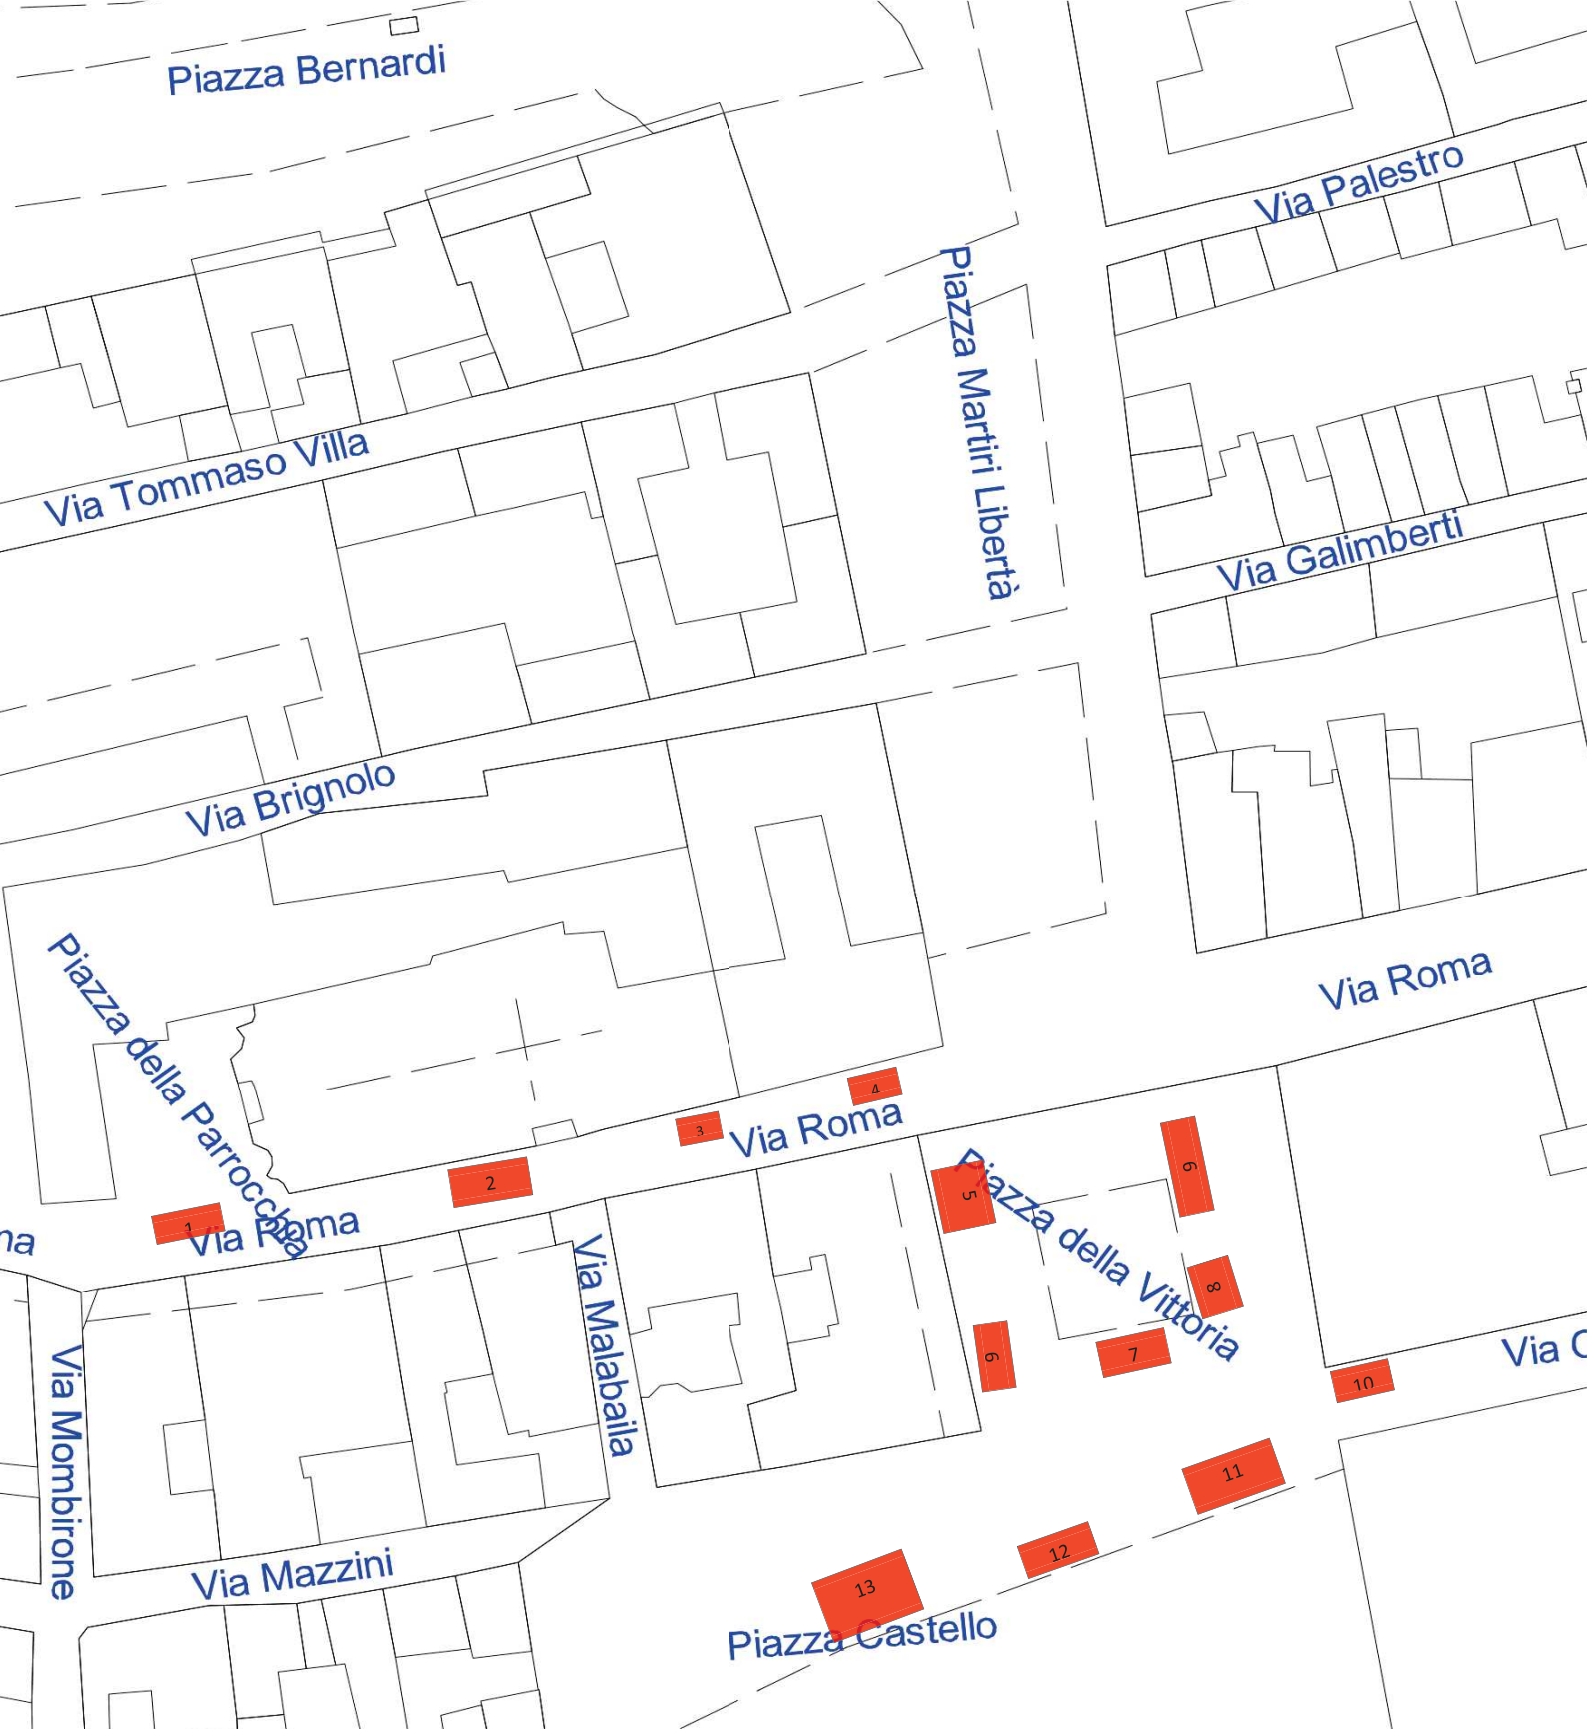 Piazza Bernardi
Via Palestro
Piazza Martiri Libertà
Via Tommaso Villa
Via Galimberti
Via Brignolo
Piazza della Parrocchia
Via Roma
4
3
Via Roma
2
5
6
Piazza della Vittoria
1
Via Roma
na
8
Via Malabaila
Via Mombirone
6
7
Via C
10
11
12
Via Mazzini
13
Piazza Castello